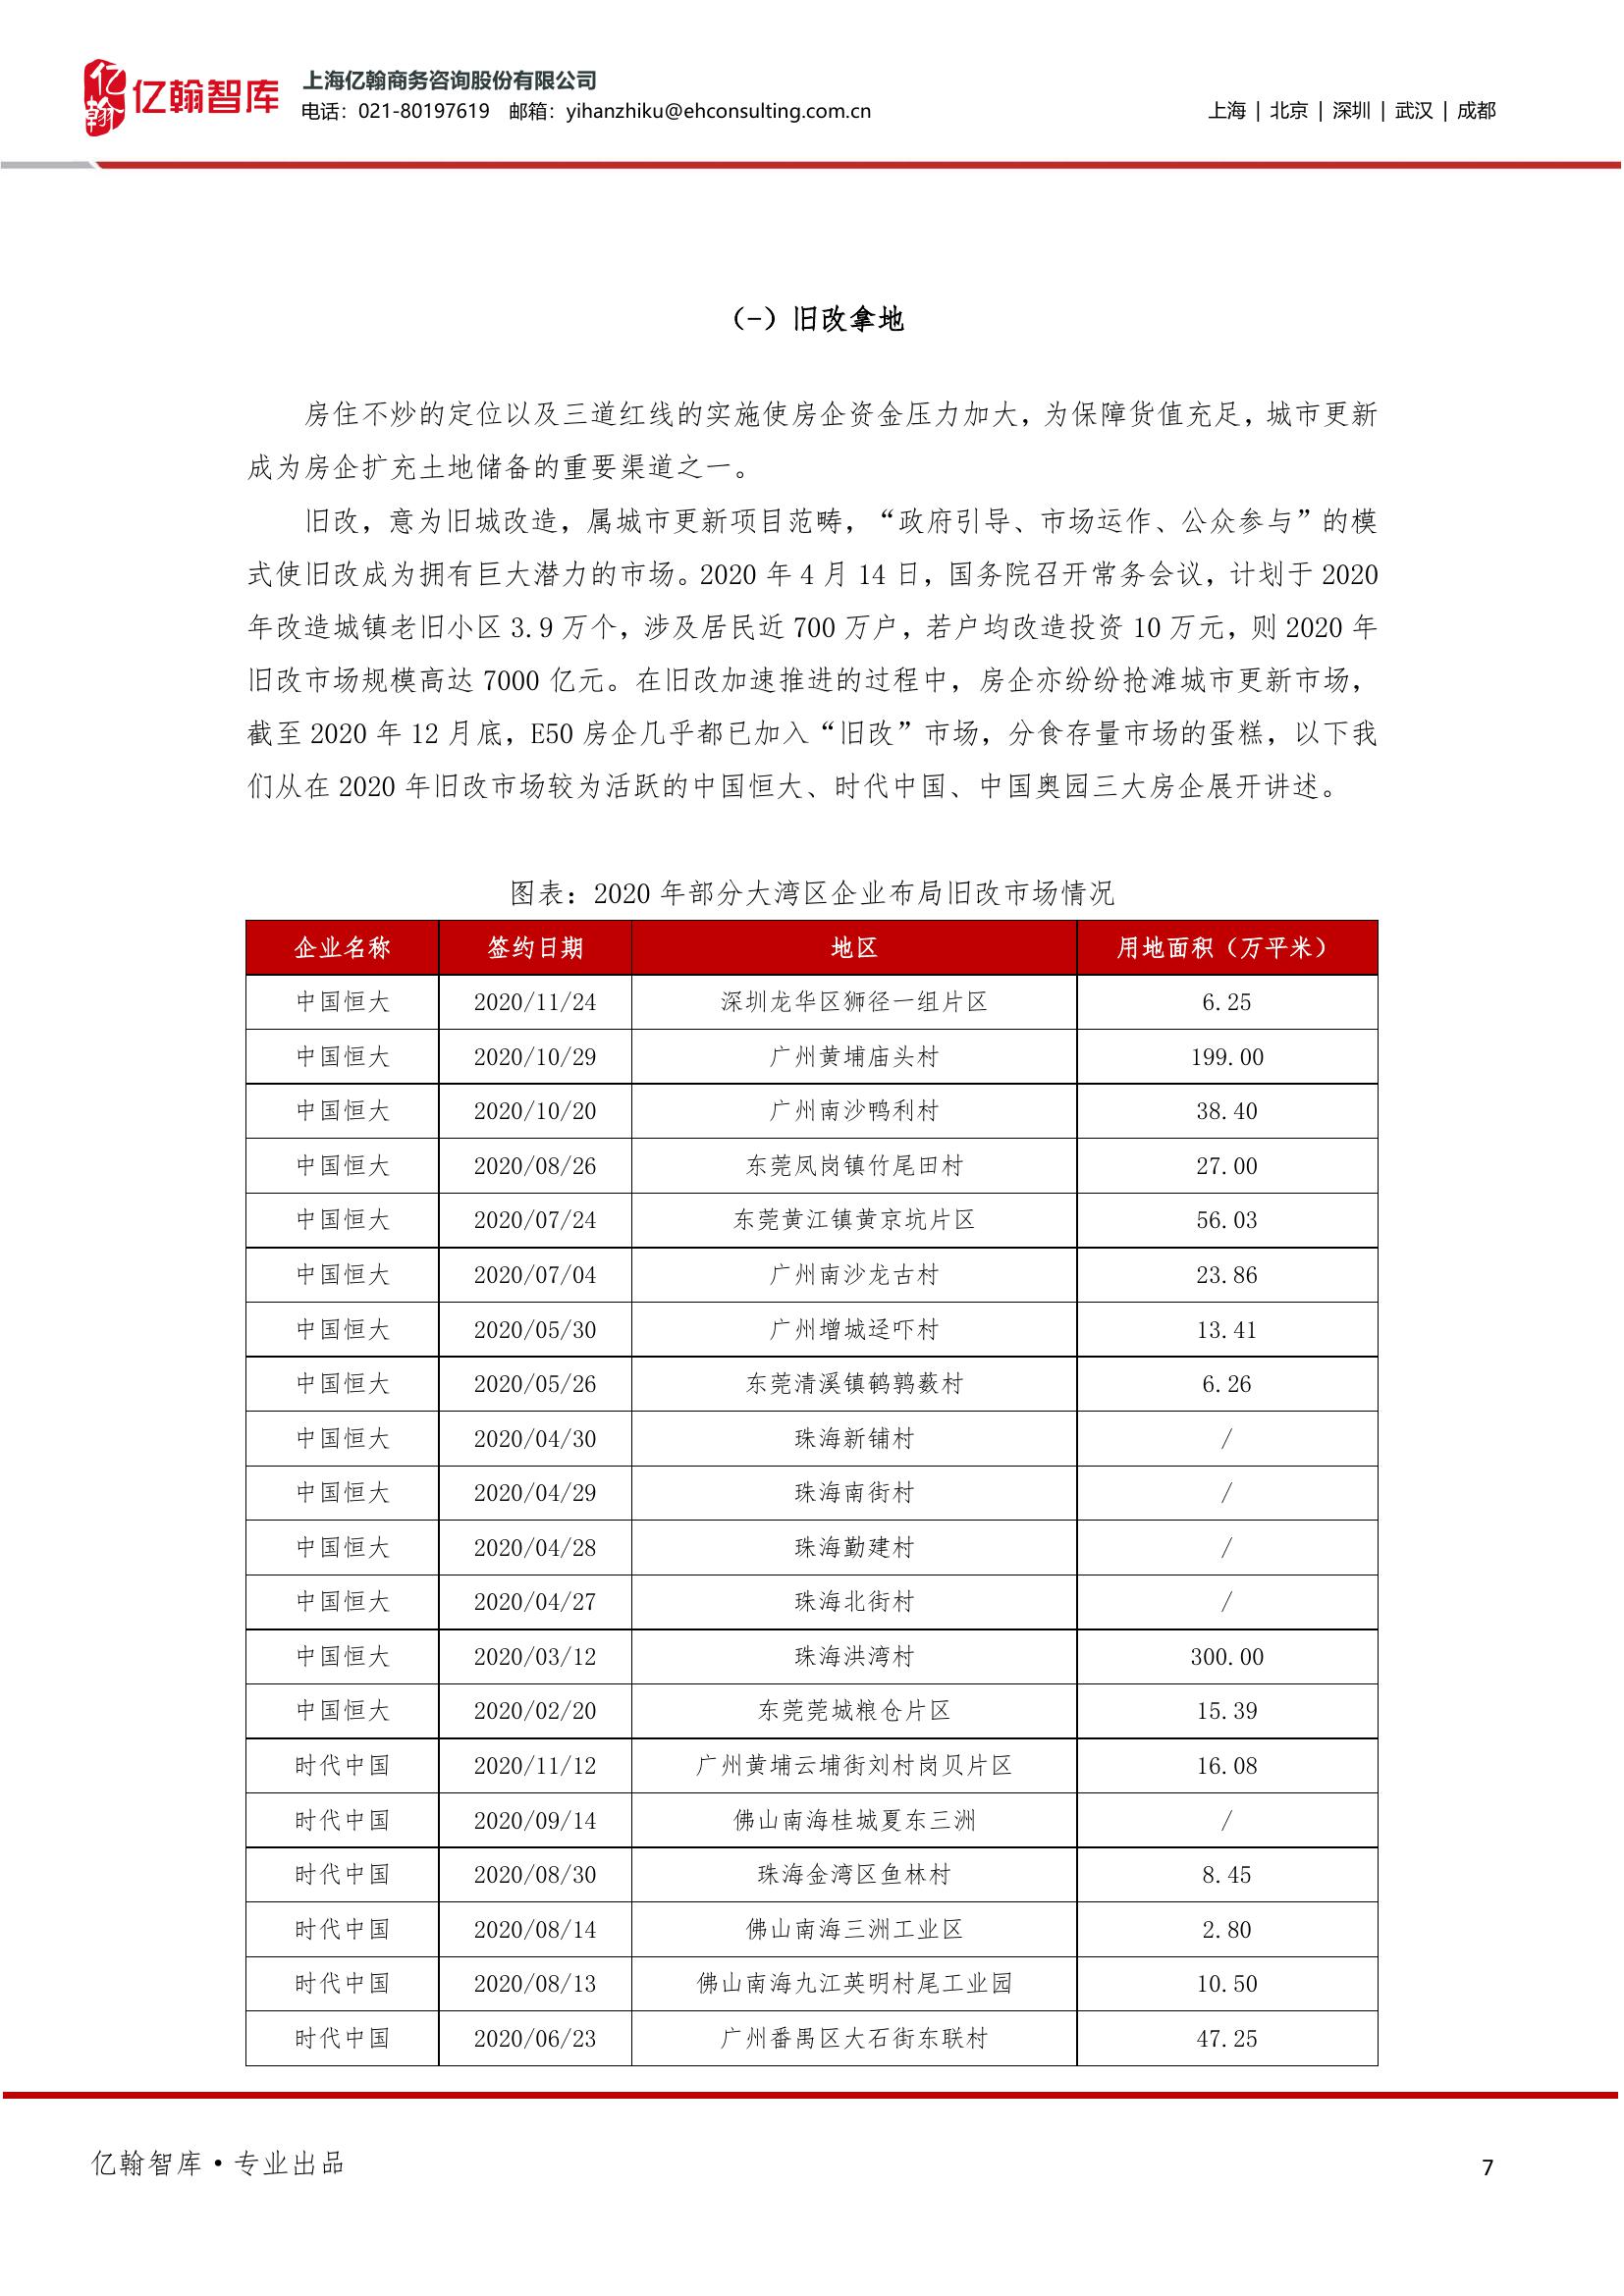 亿翰
亿翰智库
上海亿翰商务咨询股份有限公司
电话：021-80197619 邮箱：yihanzhiku@ehconsulting.com.cn
上海 | 北京 | 深圳 | 武汉 | 成都
（一）旧改拿地
房住不炒的定位以及三道红线的实施使房企资金压力加大，为保障货值充足，城市更新
成为房企扩充土地储备的重要渠道之一。
旧改，意为旧城改造，属城市更新项目范畴，“政府引导、市场运作、公众参与”的模
式使旧改成为拥有巨大潜力的市场。2020 年 4 月 14 日，国务院召开常务会议，计划于 2020
年改造城镇老旧小区 3.9 万个，涉及居民近 700 万户，若户均改造投资 10 万元，则 2020 年
旧改市场规模高达 7000 亿元。在旧改加速推进的过程中，房企亦纷纷抢滩城市更新市场，
截至 2020 年 12 月底，E50 房企几乎都已加入“旧改”市场，分食存量市场的蛋糕，以下我
们从在 2020 年旧改市场较为活跃的中国恒大、时代中国、中国奥园三大房企展开讲述。
图表：2020 年部分大湾区企业布局旧改市场情况
企业名称 签约日期 地区 用地面积（万平米）
中国恒大 2020/11/24 深圳龙华区狮径一组片区 6.25
中国恒大 2020/10/29 广州黄埔庙头村 199.00
中国恒大 2020/10/20 广州南沙鸭利村 38.40
中国恒大 2020/08/26 东莞凤岗镇竹尾田村 27.00
中国恒大 2020/07/24 东莞黄江镇黄京坑片区 56.03
中国恒大 2020/07/04 广州南沙龙古村 23.86
中国恒大 2020/05/30 广州增城迳吓村 13.41
中国恒大 2020/05/26 东莞清溪镇鹌鹑薮村 6.26
中国恒大 2020/04/30 珠海新铺村 /
中国恒大 2020/04/29 珠海南街村 /
中国恒大 2020/04/28 珠海勤建村 /
中国恒大 2020/04/27 珠海北街村 /
中国恒大 2020/03/12 珠海洪湾村 300.00
中国恒大 2020/02/20 东莞莞城粮仓片区 15.39
时代中国 2020/11/12 广州黄埔云埔街刘村岗贝片区 16.08
时代中国 2020/09/14 佛山南海桂城夏东三洲 /
时代中国 2020/08/30 珠海金湾区鱼林村 8.45
时代中国 2020/08/14 佛山南海三洲工业区 2.80
时代中国 2020/08/13 佛山南海九江英明村尾工业园 10.50
时代中国 2020/06/23 广州番禺区大石街东联村 47.25
亿翰智库·专业出品
7